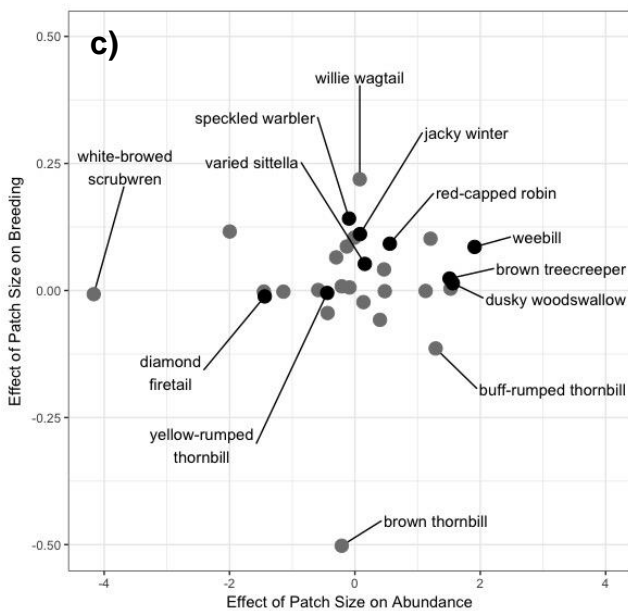 c)
willie wagtail
speckled warbler
jacky winter
white-browed
scrubwren
varied sittella
red-capped robin
weebill
brown treecreeper
dusky woodswallow
diamond
firetail
buff-rumped thornbill
yellow-rumped
thornbill
brown thornbill
0.50
0.25
0.00
-0.25
-0.50
Effect of Patch Size on Breeding
-4
-2
0
2
4
Effect of Patch Size on Abundance